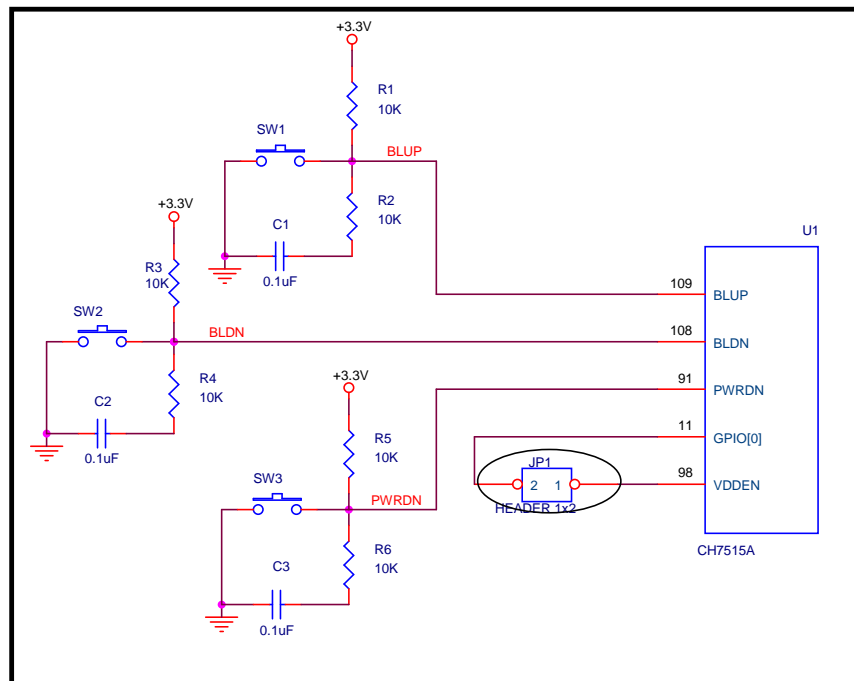 +3.3V
R1
10K
SW1
BLUP
R2
10K
C1
0.1uF
+3.3V
R3
10K
SW2
BLDN
R4
10K
C2
0.1uF
+3.3V
R5
10K
SW3
PWRDN
R6
10K
C3
0.1uF
U1
109
BLUP
108
BLDN
91
PWRDN
11
GPIO[0]
JP1
2 1
HEADER 1x2
98
VDDEN
CH7515A